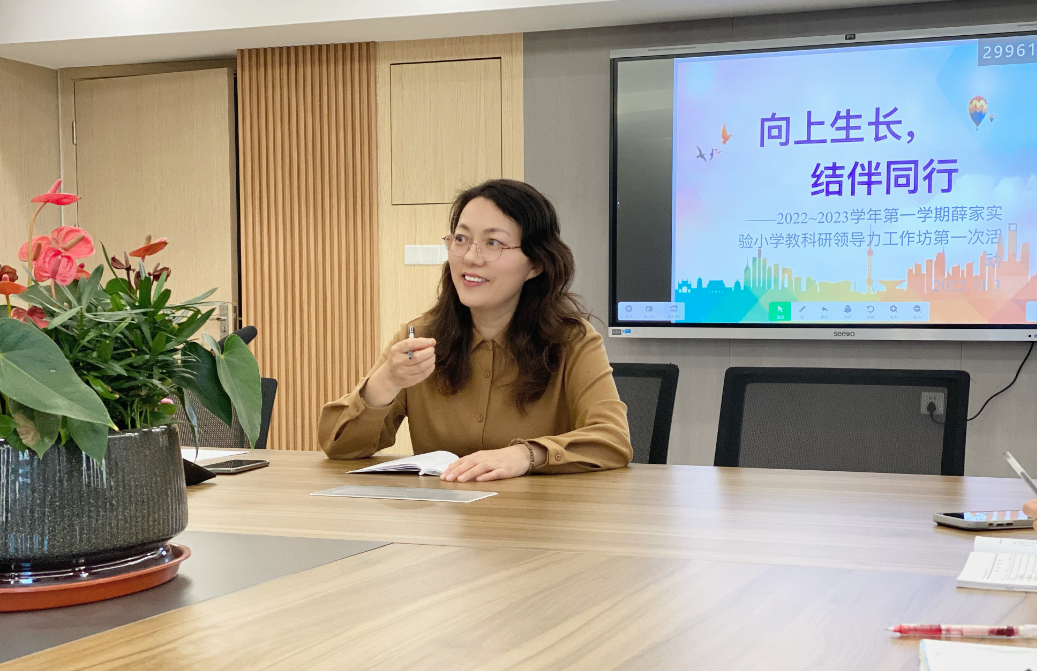 29961
向上生长，
结伴同行
——2022~2023学年第一学期薛家实
验小学教科研领导力工作坊第一次活
seewo